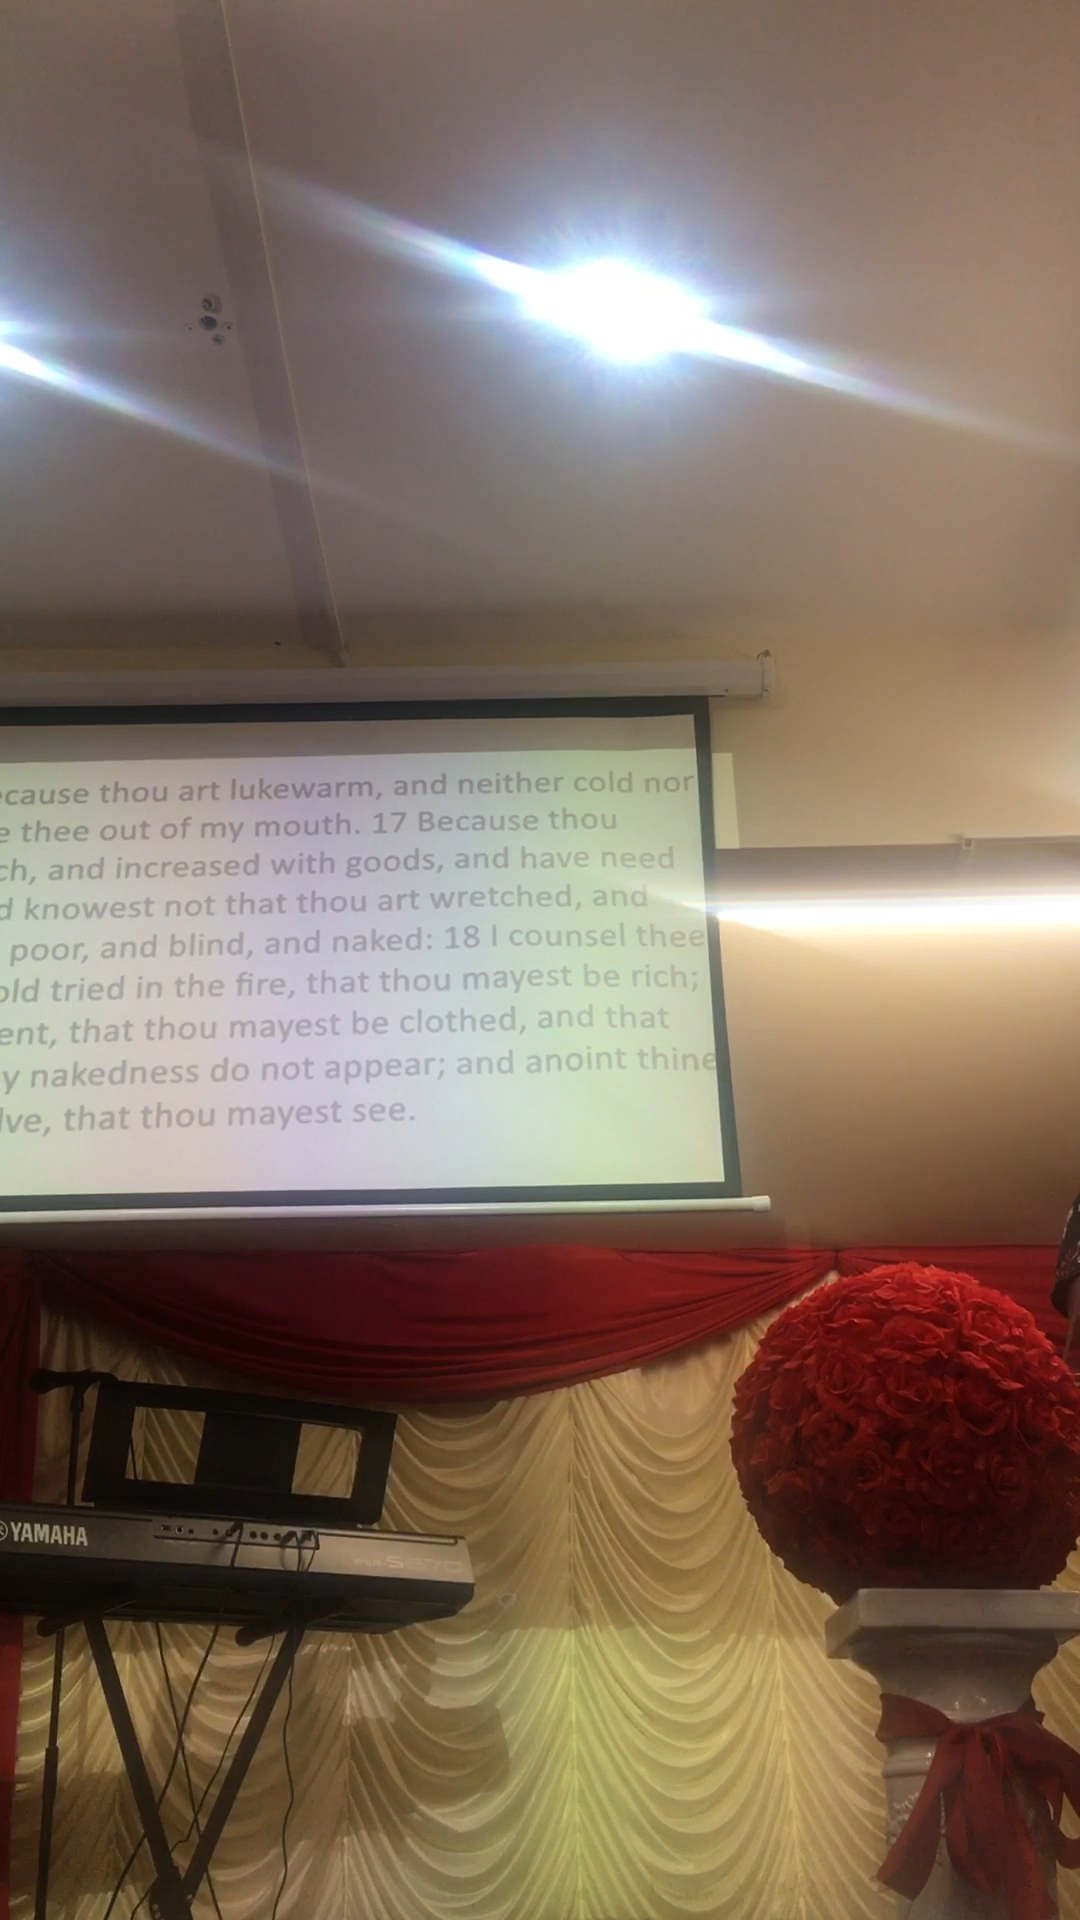 cause thou art lukewarm, and neither cold nor
thee out of my mouth. 17 Because thou
ch, and increased with goods, and have need
knowest not that thou art wretched, and
poor, and blind, and naked: 18 I counsel thee
old tried in the fire, that thou mayest be rich;
ent, that thou mayest be clothed, and that
y nakedness do not appear; and anoint thine
lve, that thou mayest see.
YAMAHA